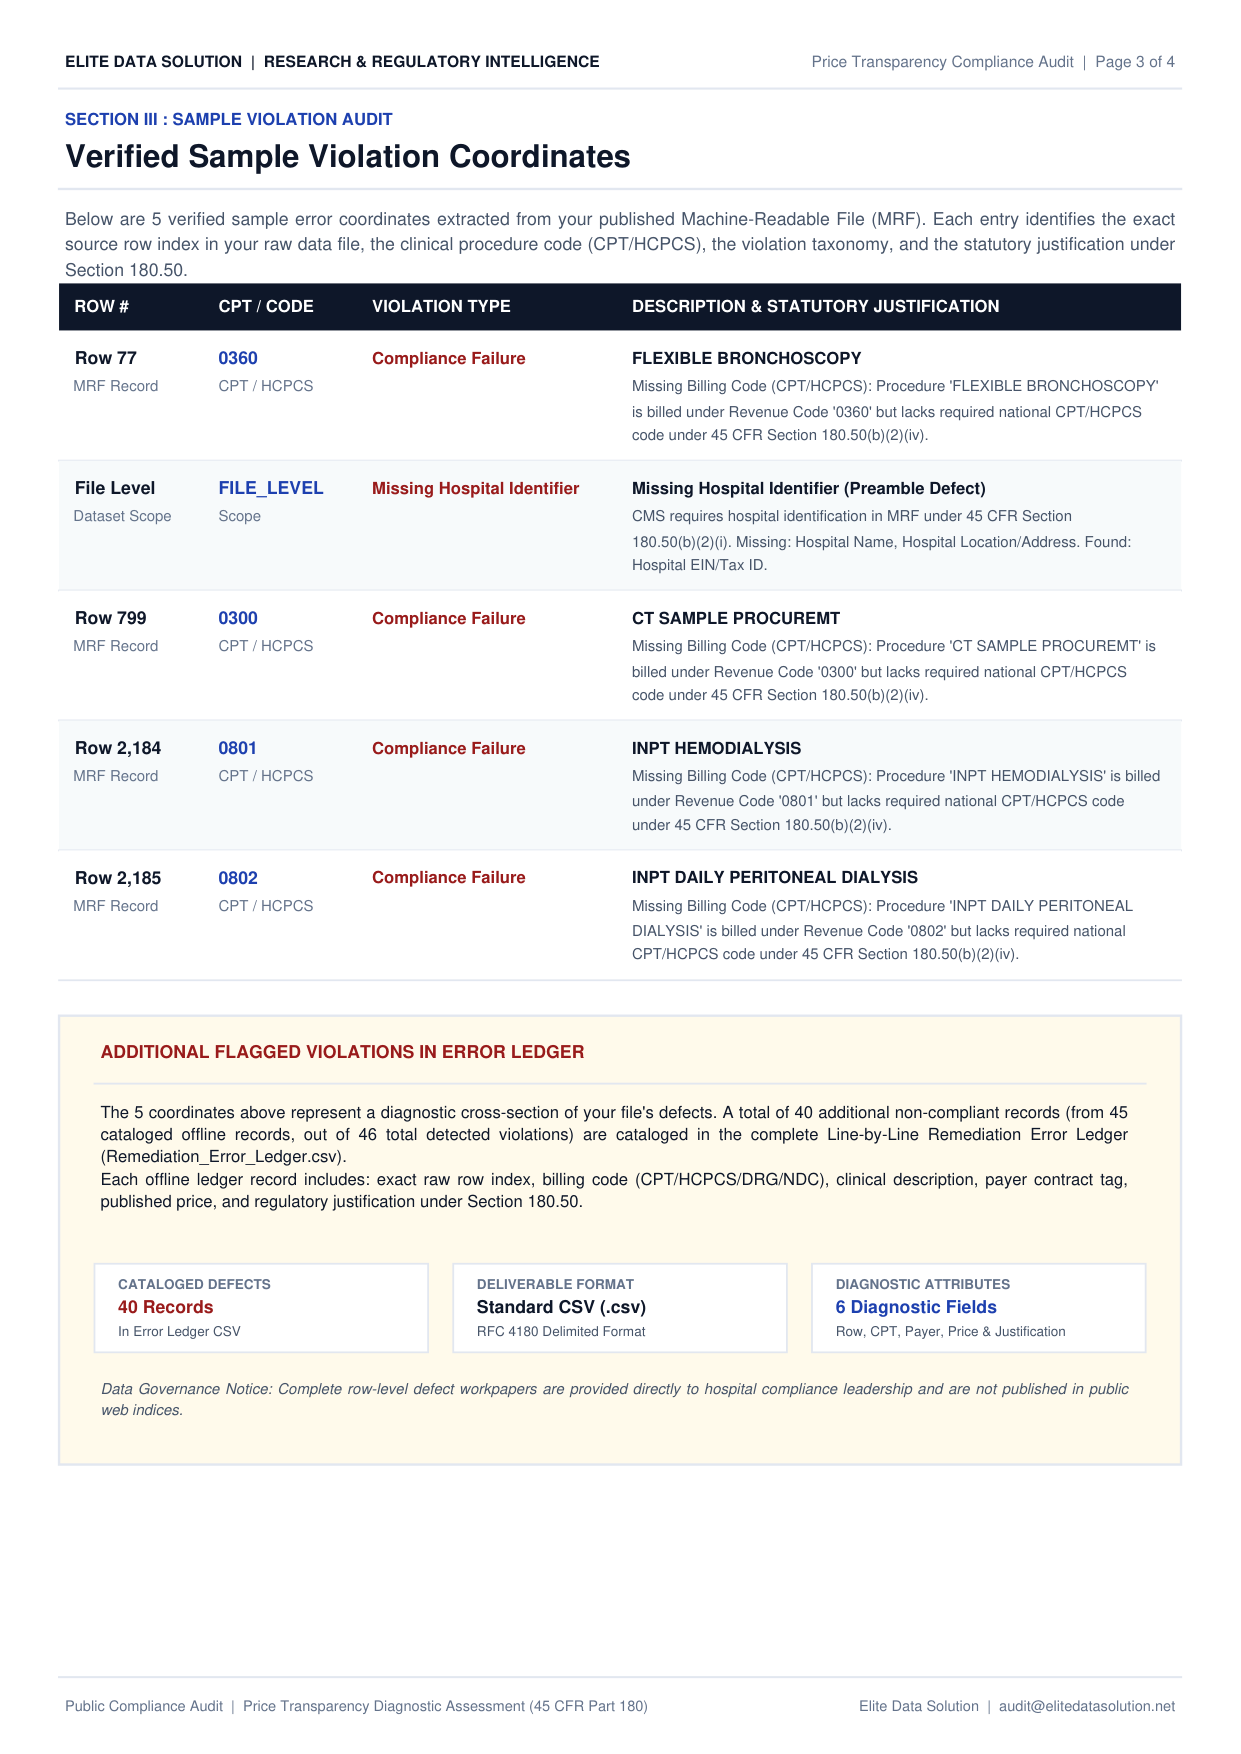 ELITE DATA SOLUTION | RESEARCH & REGULATORY INTELLIGENCE
Price Transparency Compliance Audit | Page 3 of 4
SECTION III : SAMPLE VIOLATION AUDIT
Verified Sample Violation Coordinates
Below are 5 verified sample error coordinates extracted from your published Machine-Readable File (MRF). Each entry identifies the exact
source row index in your raw data file, the clinical procedure code (CPT/HCPCS), the violation taxonomy, and the statutory justification under
Section 180.50.
ROW # CPT / CODE VIOLATION TYPE DESCRIPTION & STATUTORY JUSTIFICATION
Row 77 0360 Compliance Failure FLEXIBLE BRONCHOSCOPY
MRF Record CPT / HCPCS Missing Billing Code (CPT/HCPCS): Procedure 'FLEXIBLE BRONCHOSCOPY'
is billed under Revenue Code '0360' but lacks required national CPT/HCPCS
code under 45 CFR Section 180.50(b)(2)(iv).
File Level FILE_LEVEL Missing Hospital Identifier Missing Hospital Identifier (Preamble Defect)
Dataset Scope Scope CMS requires hospital identification in MRF under 45 CFR Section
180.50(b)(2)(i). Missing: Hospital Name, Hospital Location/Address. Found:
Hospital EIN/Tax ID.
Row 799 0300 Compliance Failure CT SAMPLE PROCUREMT
MRF Record CPT / HCPCS Missing Billing Code (CPT/HCPCS): Procedure 'CT SAMPLE PROCUREMT' is
billed under Revenue Code '0300' but lacks required national CPT/HCPCS
code under 45 CFR Section 180.50(b)(2)(iv).
Row 2,184 0801 Compliance Failure INPT HEMODIALYSIS
MRF Record CPT / HCPCS Missing Billing Code (CPT/HCPCS): Procedure 'INPT HEMODIALYSIS' is billed
under Revenue Code '0801' but lacks required national CPT/HCPCS code
under 45 CFR Section 180.50(b)(2)(iv).
Row 2,185 0802 Compliance Failure INPT DAILY PERITONEAL DIALYSIS
MRF Record CPT / HCPCS Missing Billing Code (CPT/HCPCS): Procedure 'INPT DAILY PERITONEAL
DIALYSIS' is billed under Revenue Code '0802' but lacks required national
CPT/HCPCS code under 45 CFR Section 180.50(b)(2)(iv).
ADDITIONAL FLAGGED VIOLATIONS IN ERROR LEDGER
The 5 coordinates above represent a diagnostic cross-section of your file's defects. A total of 40 additional non-compliant records (from 45
cataloged offline records, out of 46 total detected violations) are cataloged in the complete Line-by-Line Remediation Error Ledger
(Remediation_Error_Ledger.csv).
Each offline ledger record includes: exact raw row index, billing code (CPT/HCPCS/DRG/NDC), clinical description, payer contract tag,
published price, and regulatory justification under Section 180.50.
CATALOGED DEFECTS
40 Records
In Error Ledger CSV
DELIVERABLE FORMAT
Standard CSV (.csv)
RFC 4180 Delimited Format
DIAGNOSTIC ATTRIBUTES
6 Diagnostic Fields
Row, CPT, Payer, Price & Justification
Data Governance Notice: Complete row-level defect workpapers are provided directly to hospital compliance leadership and are not published in public
web indices.
Public Compliance Audit | Price Transparency Diagnostic Assessment (45 CFR Part 180)
Elite Data Solution | audit@elitedatasolution.net